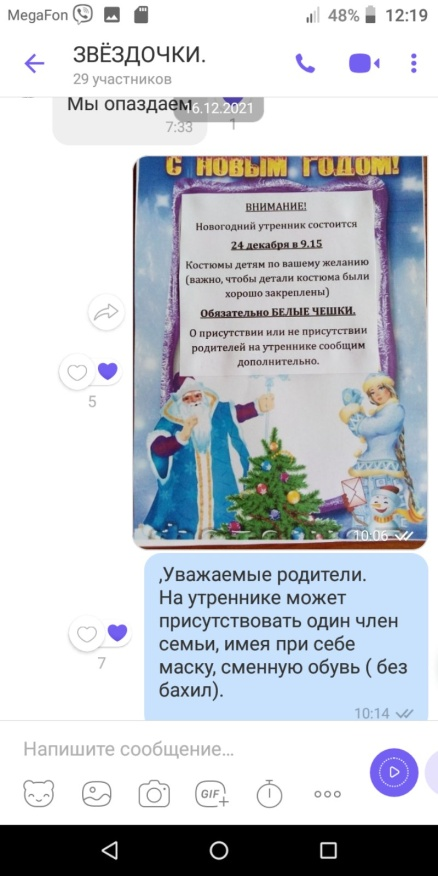 MegaFon 48% 12:19
ЗВЁЗДОЧКИ.
29 участников
Мы опаздаем
16.12.2021
7:33
1
С НОВЫМ ГОДОМ!
ВНИМАНИЕ!
Новогодний утренник состоится
24 декабря в 9.15
Костюмы детям по вашему желанию
(важно, чтобы детали костюма были
хорошо закреплены)
Обязательно БЕЛЫЕ ЧЕШКИ.
О присутствии или не присутствии
родителей на утреннике сообщим
дополнительно.
5
10:06
,Уважаемые родители.
На утреннике может
присутствовать один член
семьи, имея при себе
маску, сменную обувь ( без
бахил).
7
10:14
Напишите сообщение...
GIF